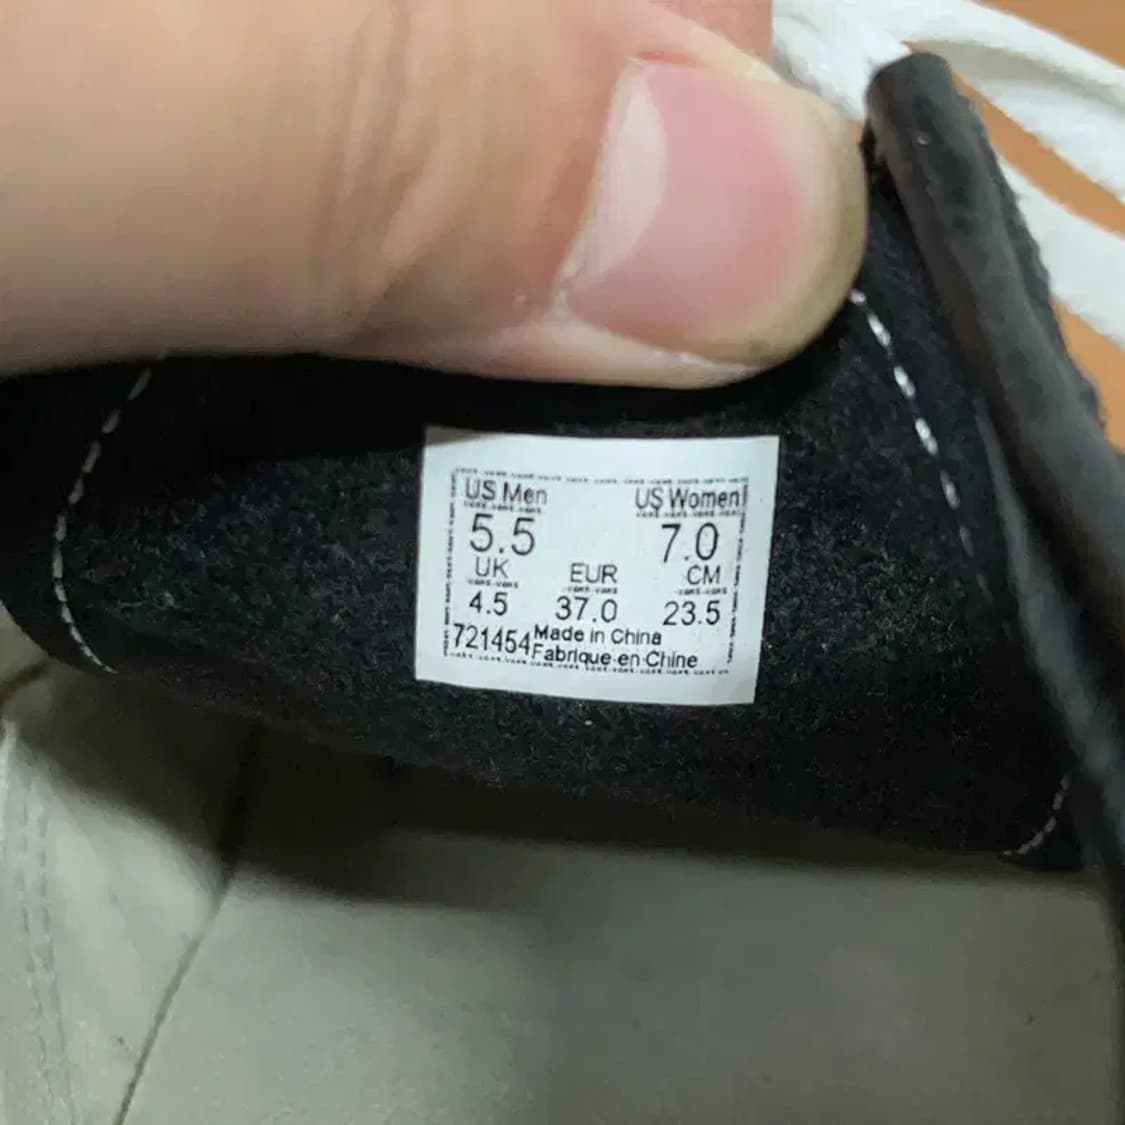 US Men US Women
5.5 7.0
UK EUR CM
4.5 37.0 23.5
721454 Made in China
Fabrique en Chine